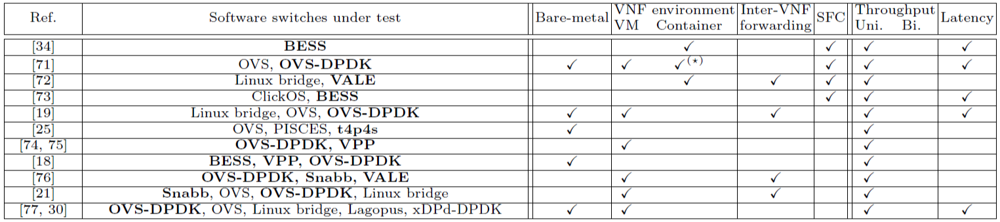 Ref. Software switches under test Bare-metal VNF environment Inter-VNF SFC Throughput Latency
VM Container forwarding Uni. Bi.
[34] BESS ✓ ✓ ✓ ✓
[71] OVS, OVS-DPDK ✓ ✓ ✓(⋆) ✓ ✓ ✓
[72] Linux bridge, VALE ✓ ✓ ✓ ✓
[73] ClickOS, BESS ✓ ✓ ✓
[19] Linux bridge, OVS, OVS-DPDK ✓ ✓ ✓ ✓ ✓
[25] OVS, PISCES, t4p4s ✓ ✓
[74, 75] OVS-DPDK, VPP ✓ ✓
[18] BESS, VPP, OVS-DPDK ✓ ✓
[76] OVS-DPDK, Snabb, VALE ✓ ✓ ✓
[21] Snabb, OVS, OVS-DPDK, Linux bridge ✓ ✓ ✓
[77, 30] OVS-DPDK, OVS, Linux bridge, Lagopus, xDPd-DPDK ✓ ✓ ✓ ✓